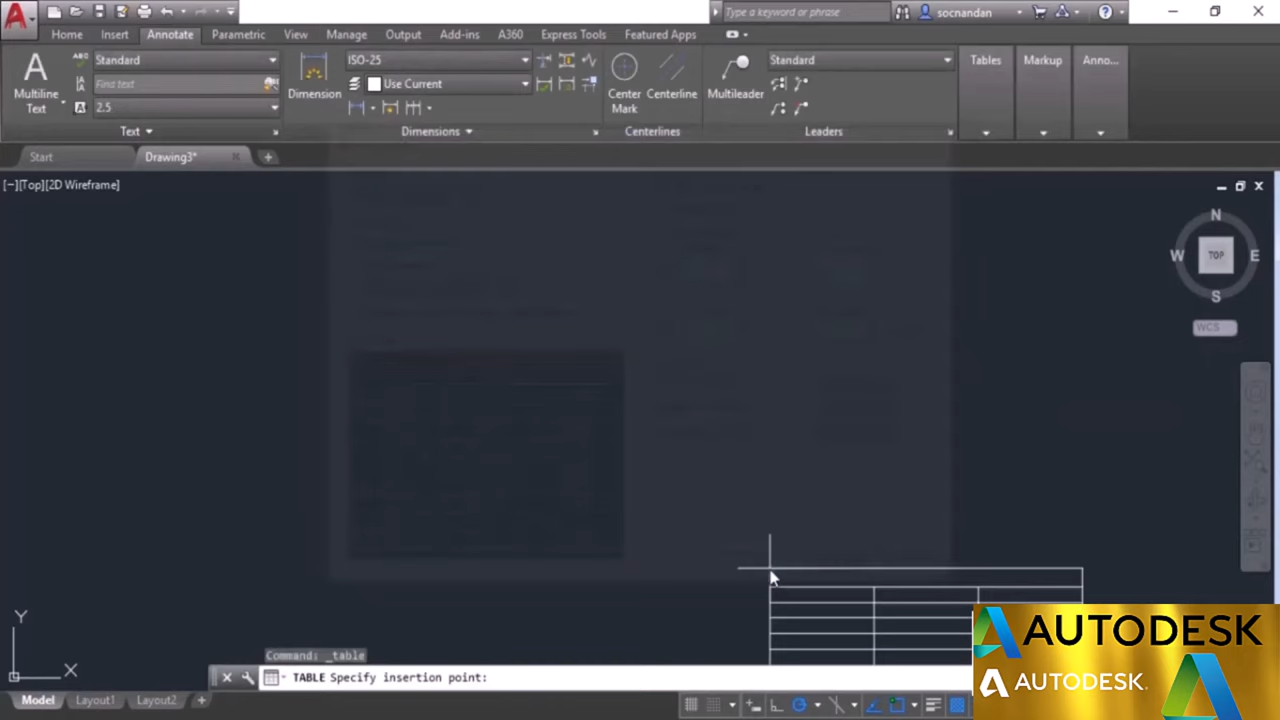 Type a keyword or phrase
socnandan
Home Insert Annotate Parametric View Manage Output Add-ins A360 Express Tools Featured Apps
Standard
Find text
2.5
Multiline
Text
Text
ISO-25
Use Current
Dimension
Dimensions
Center
Mark
Centerline
Centerlines
Multileader
Standard
Leaders
Tables
Markup
Anno...
Start
Drawing3*
[−][Top][2D Wireframe]
N
W
TOP
E
S
WCS
Y
X
Command: _table
TABLE Specify insertion point:
Model Layout1 Layout2
AUTODESK
AUTODESK.